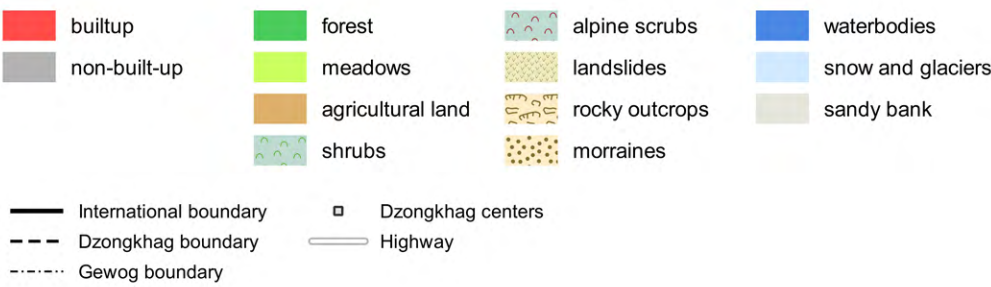 builtup forest alpine scrubs waterbodies
non-built-up meadows landslides snow and glaciers
agricultural land rocky outcrops sandy bank
shrubs morraines
International boundary Dzongkhag centers
Dzongkhag boundary Highway
Gewog boundary